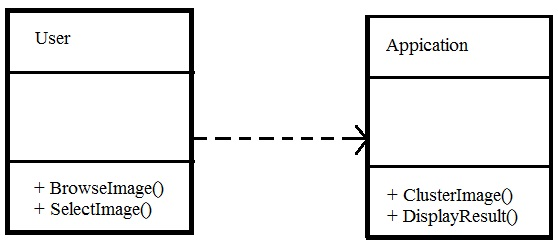 User
+ BrowseImage()
+ SelectImage()
Appication
+ ClusterImage()
+ DisplayResult()